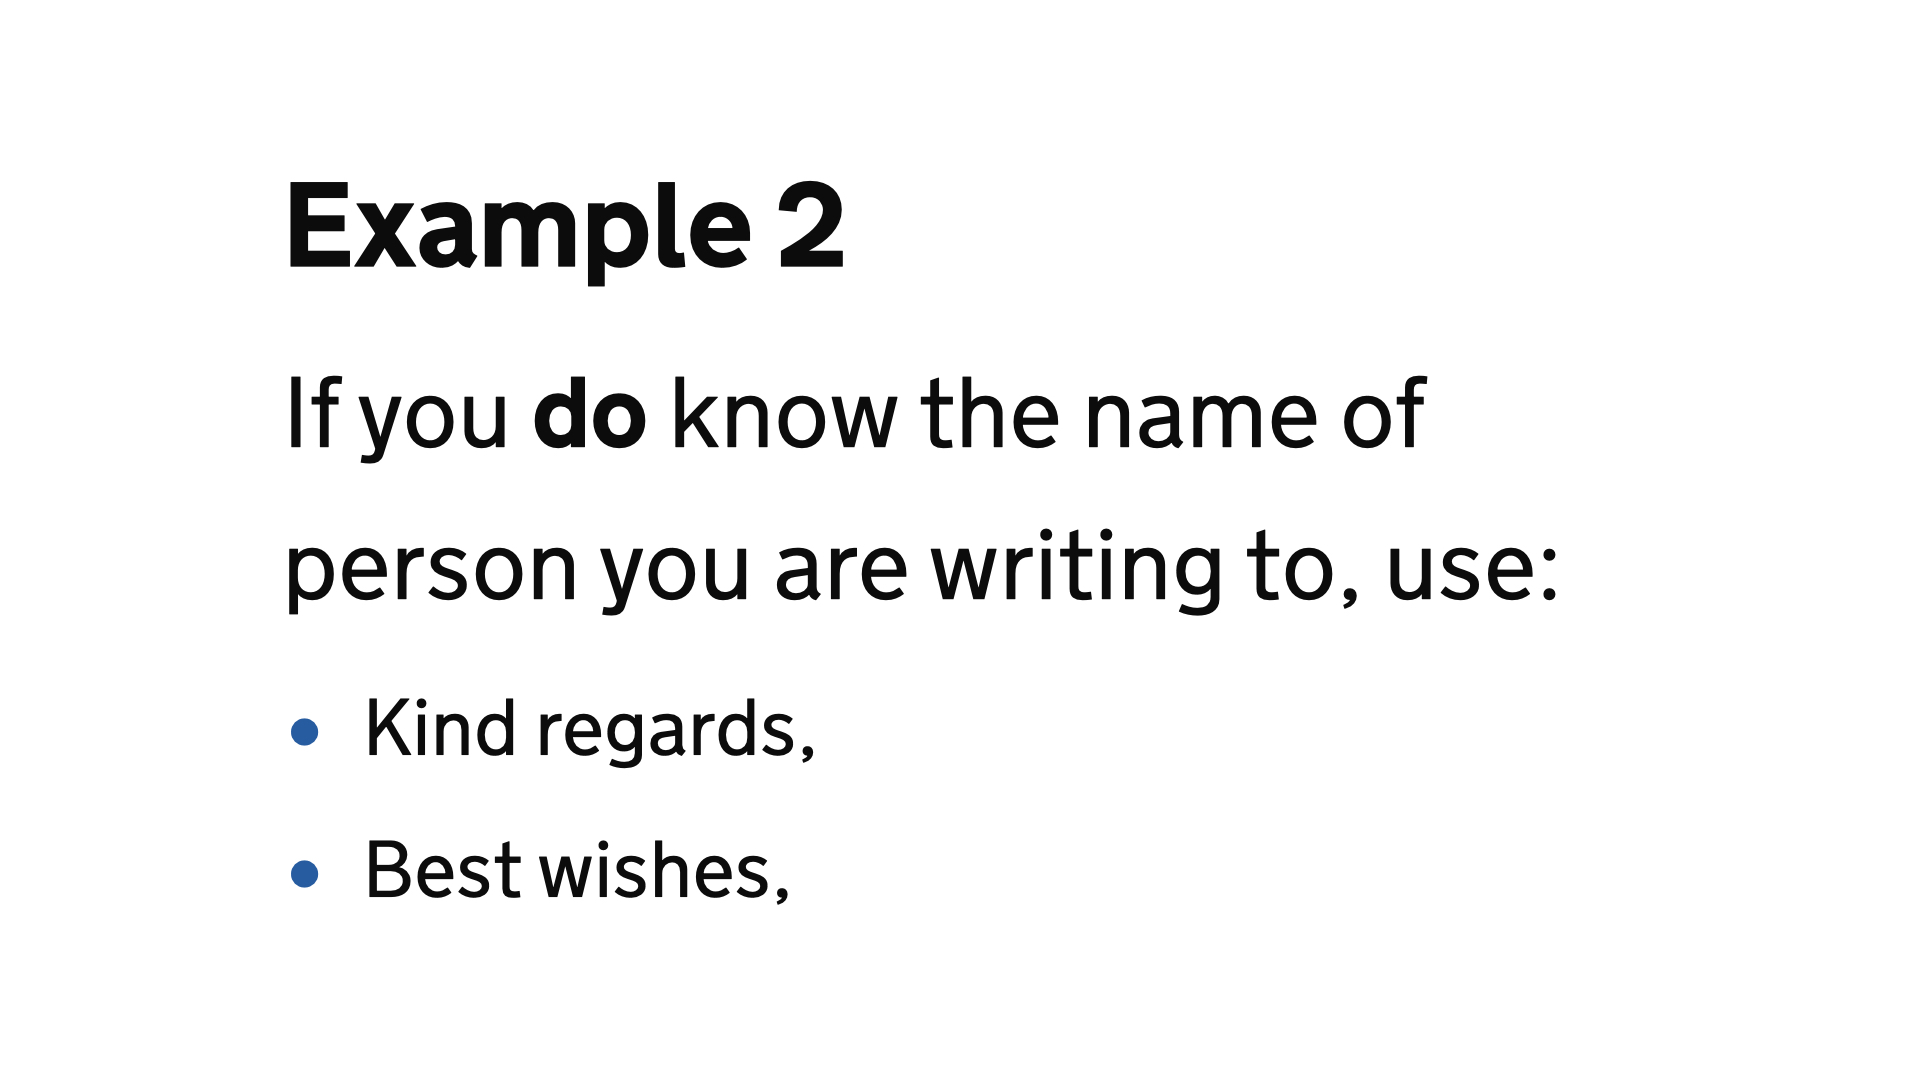 Example 2
If you do know the name of
person you are writing to, use:
• Kind regards,
• Best wishes,